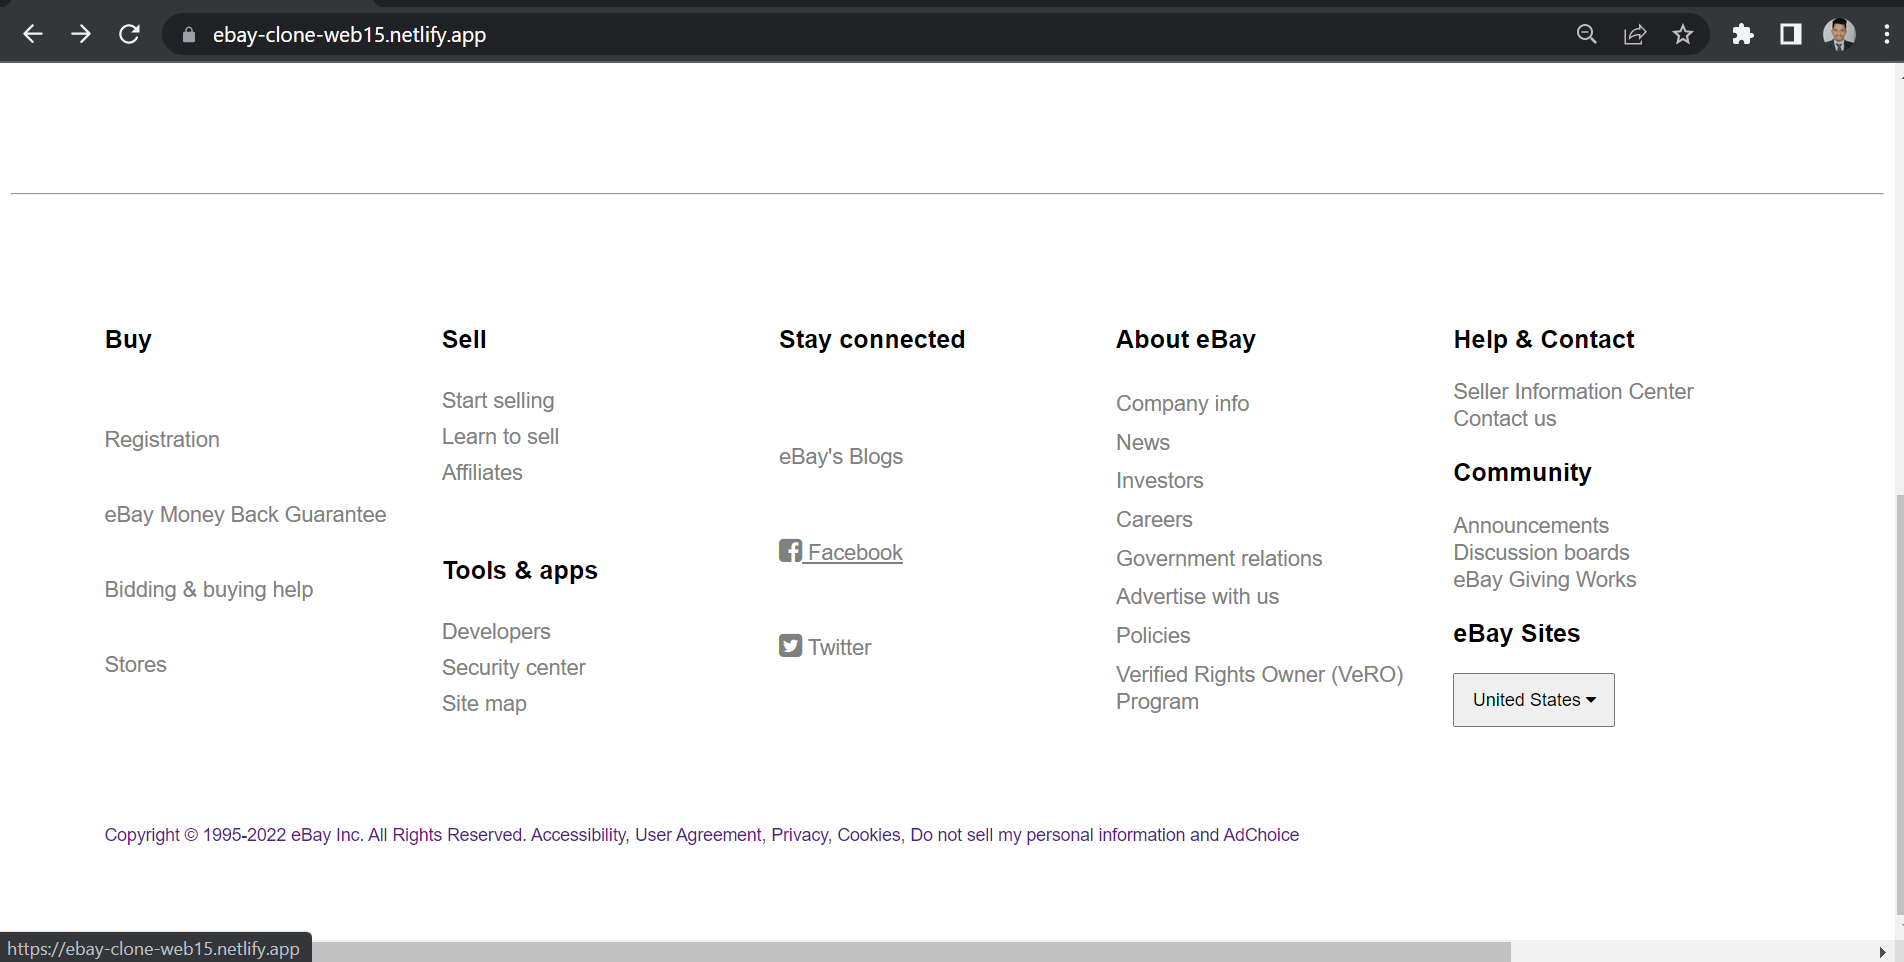 ebay-clone-web15.netlify.app
Buy
Registration
eBay Money Back Guarantee
Bidding & buying help
Stores
Sell
Start selling
Learn to sell
Affiliates
Tools & apps
Developers
Security center
Site map
Stay connected
eBay's Blogs
Facebook
Twitter
About eBay
Company info
News
Investors
Careers
Government relations
Advertise with us
Policies
Verified Rights Owner (VeRO)
Program
Help & Contact
Seller Information Center
Contact us
Community
Announcements
Discussion boards
eBay Giving Works
eBay Sites
United States
Copyright © 1995-2022 eBay Inc. All Rights Reserved. Accessibility, User Agreement, Privacy, Cookies, Do not sell my personal information and AdChoice
https://ebay-clone-web15.netlify.app